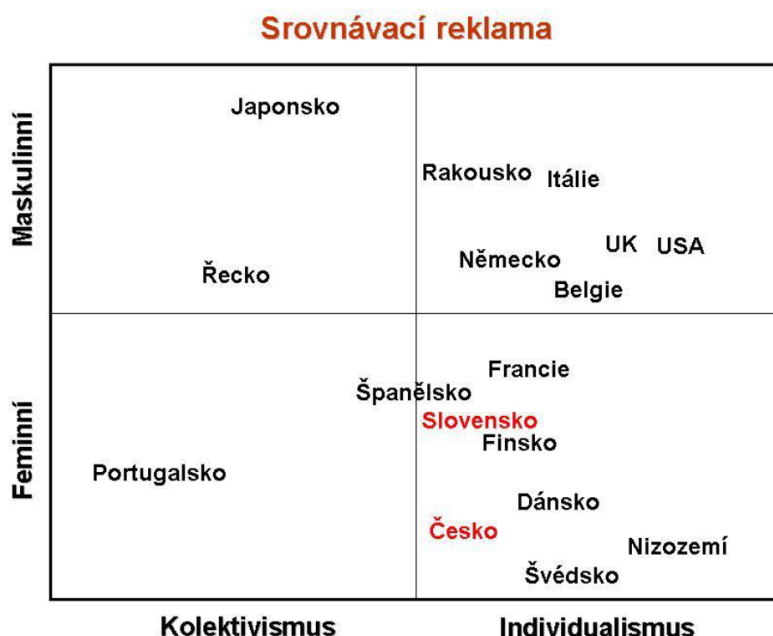 Srovnávací reklama
Maskulinní
Japonsko
Rakousko
Itálie
Řecko
Německo
UK
USA
Belgie
Feminní
Francie
Španělsko
Slovensko
Finsko
Portugalsko
Dánsko
Česko
Nizozemí
Švédsko
Kolektivismus
Individualismus